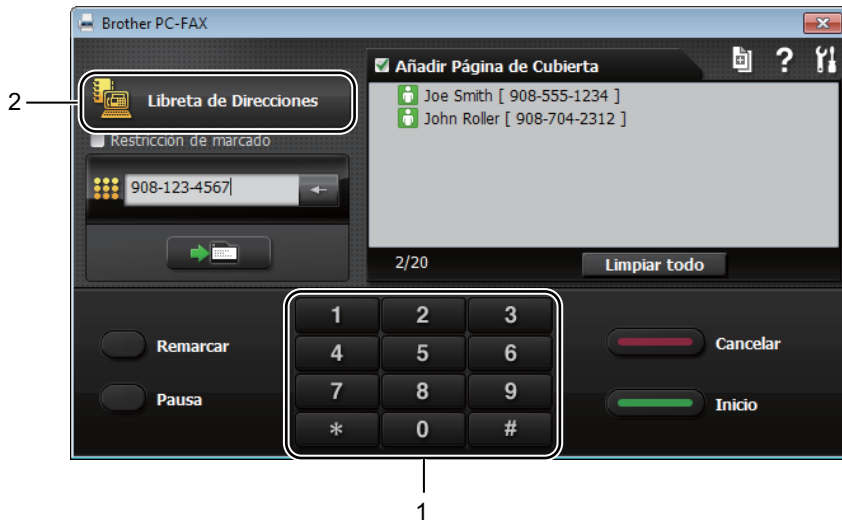 Brother PC-FAX
2
Libreta de Direcciones
Restricción de marcado
908-123-4567
Añadir Página de Cubierta
?
Joe Smith [ 908-555-1234 ]
John Roller [ 908-704-2312 ]
2/20
Limpiar todo
Remarcar
Pausa
1 2 3
4 5 6
7 8 9
* 0 #
Cancelar
Inicio
1